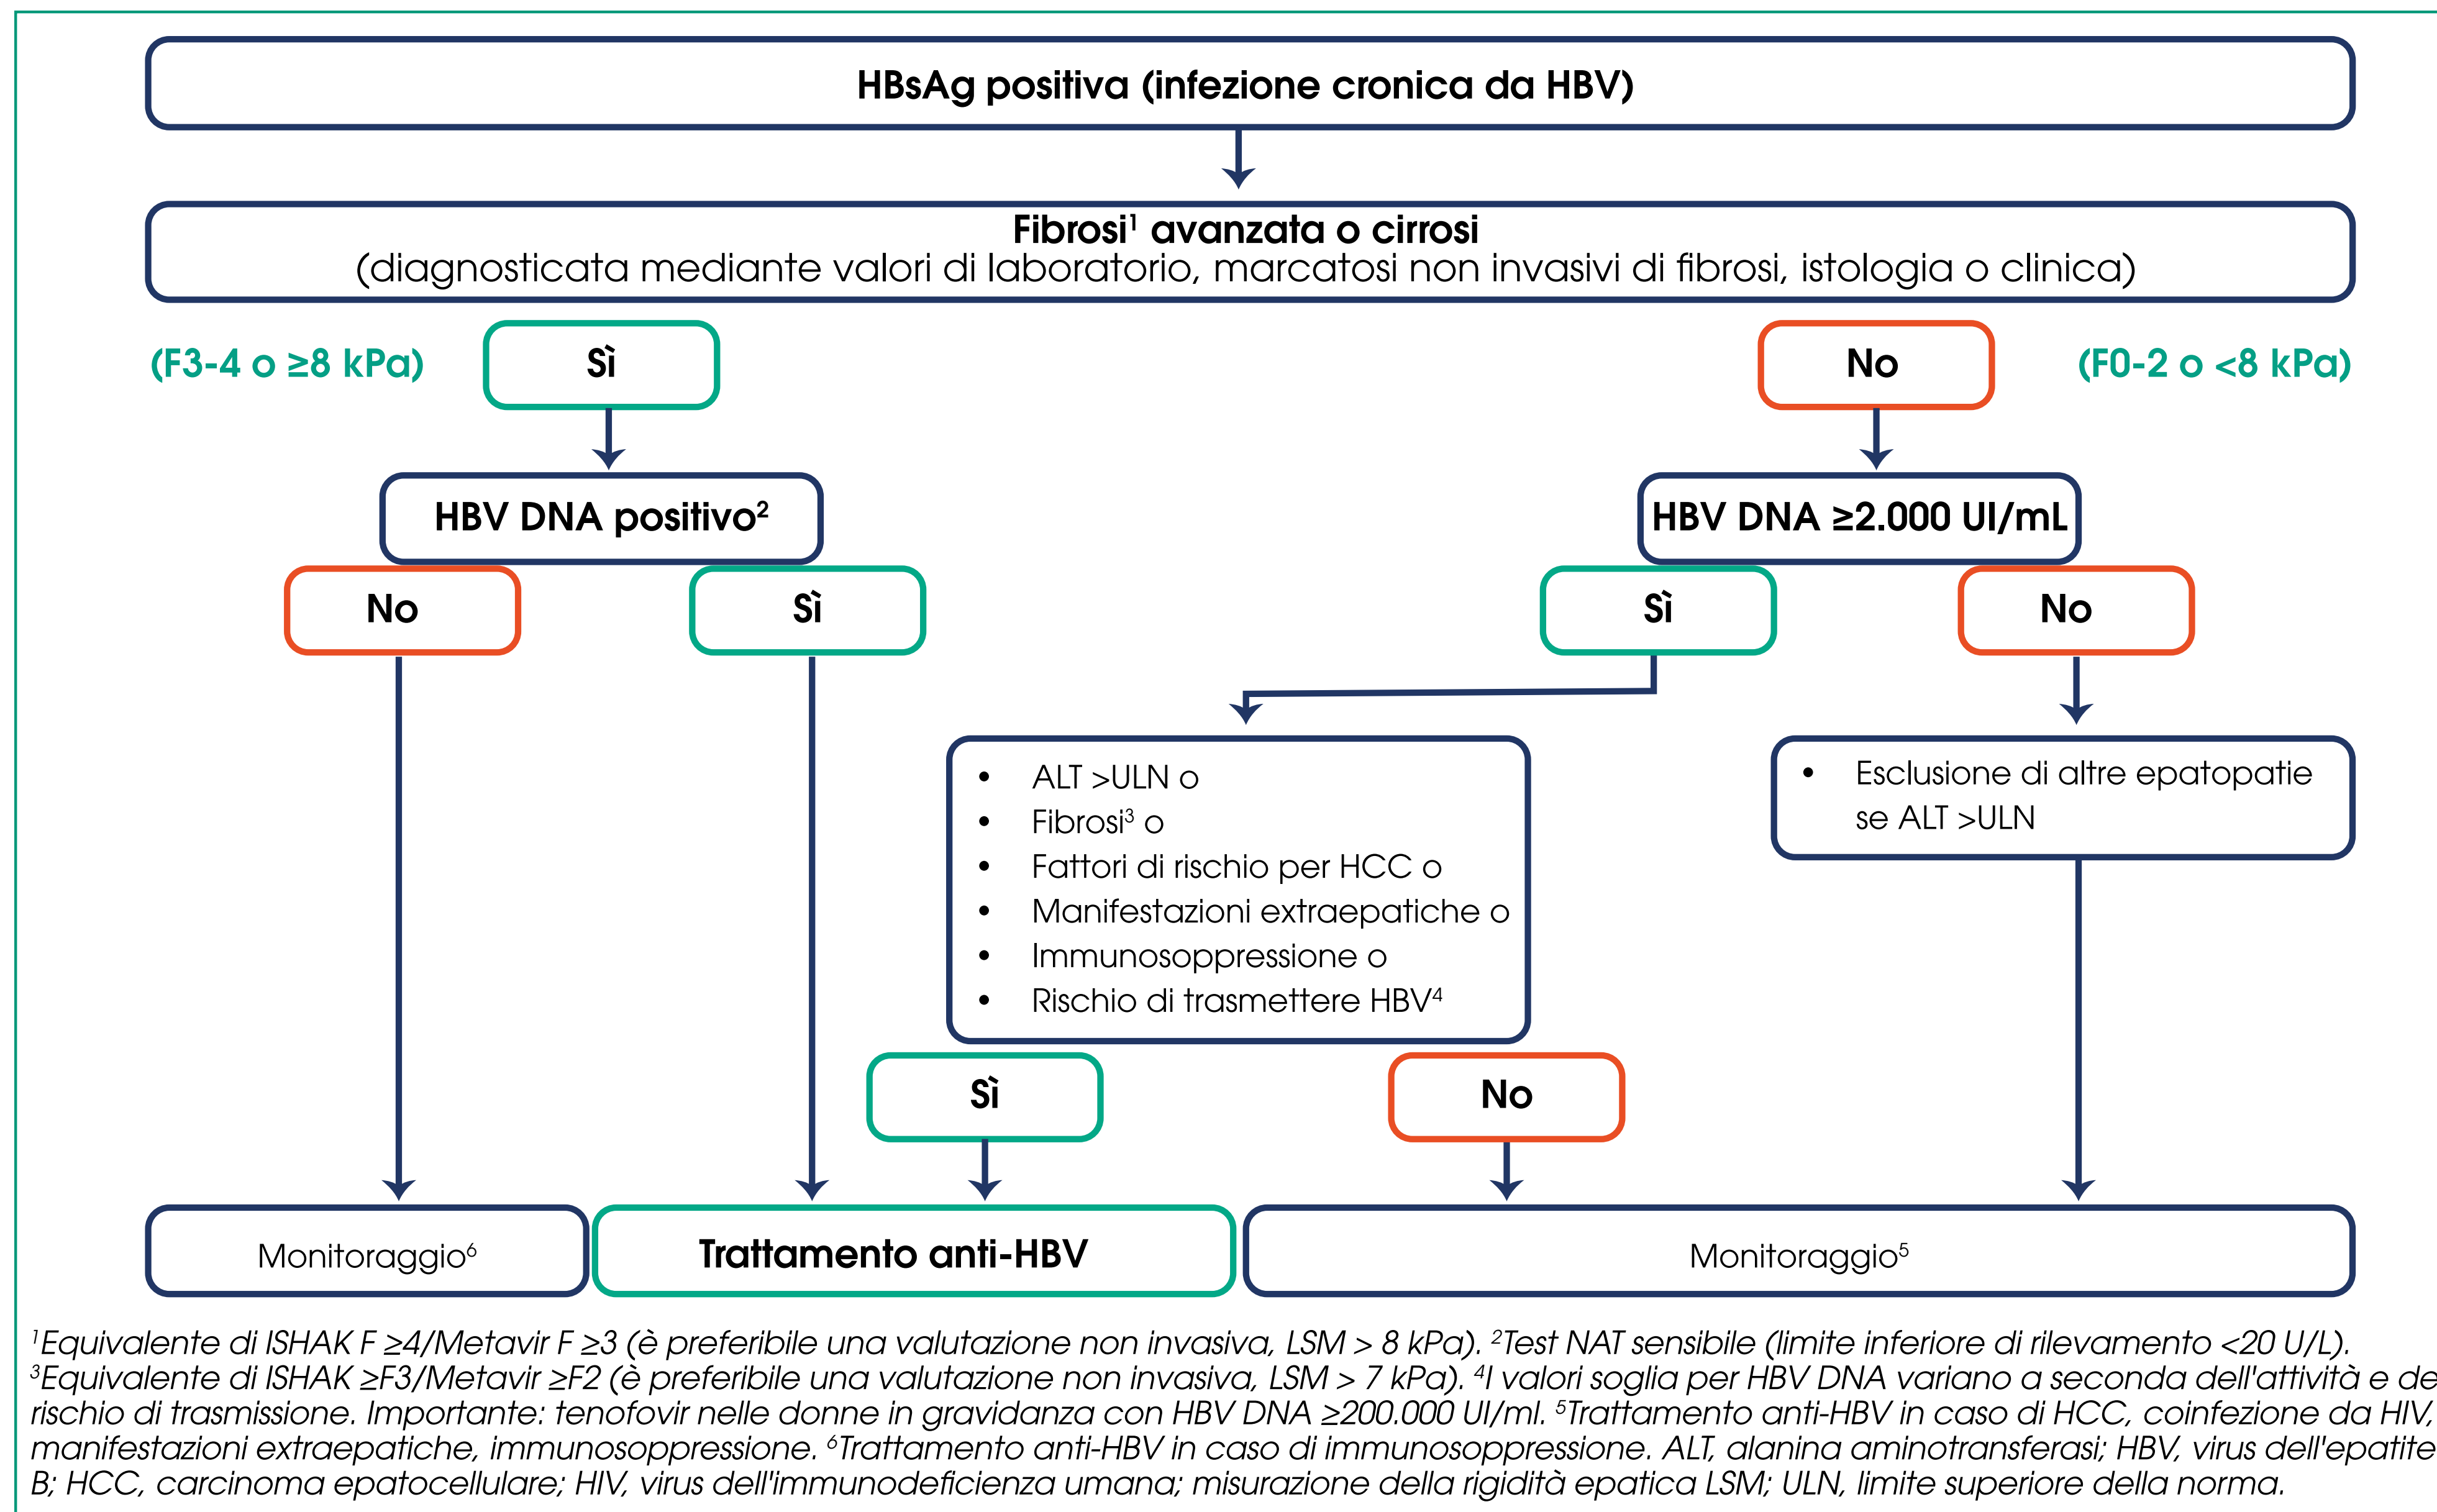 HBsAg positiva (infezione cronica da HBV)
Fibrosi¹ avanzata o cirrosi
(diagnosticata mediante valori di laboratorio, marcatosi non invasivi di fibrosi, istologia o clinica)
(F3-4 o ≥8 kPa)
Sì
No
(F0-2 o <8 kPa)
HBV DNA positivo²
HBV DNA ≥2.000 UI/mL
No
Sì
Sì
No
• ALT >ULN o
• Fibrosi³ o
• Fattori di rischio per HCC o
• Manifestazioni extraepatiche o
• Immunosoppressione o
• Rischio di trasmettere HBV⁴
• Esclusione di altre epatopatie
se ALT >ULN
Sì
No
Monitoraggio⁶
Trattamento anti-HBV
Monitoraggio⁵
¹Equivalente di ISHAK F ≥4/Metavir F ≥3 (è preferibile una valutazione non invasiva, LSM > 8 kPa). ²Test NAT sensibile (limite inferiore di rilevamento <20 U/L).
³Equivalente di ISHAK ≥F3/Metavir ≥F2 (è preferibile una valutazione non invasiva, LSM > 7 kPa). ⁴I valori soglia per HBV DNA variano a seconda dell'attività e de
rischio di trasmissione. Importante: tenofovir nelle donne in gravidanza con HBV DNA ≥200.000 UI/ml. ⁵Trattamento anti-HBV in caso di HCC, coinfezione da HIV,
manifestazioni extraepatiche, immunosoppressione. ⁶Trattamento anti-HBV in caso di immunosoppressione. ALT, alanina aminotransferasi; HBV, virus dell'epatite
B; HCC, carcinoma epatocellulare; HIV, virus dell'immunodeficienza umana; misurazione della rigidità epatica LSM; ULN, limite superiore della norma.